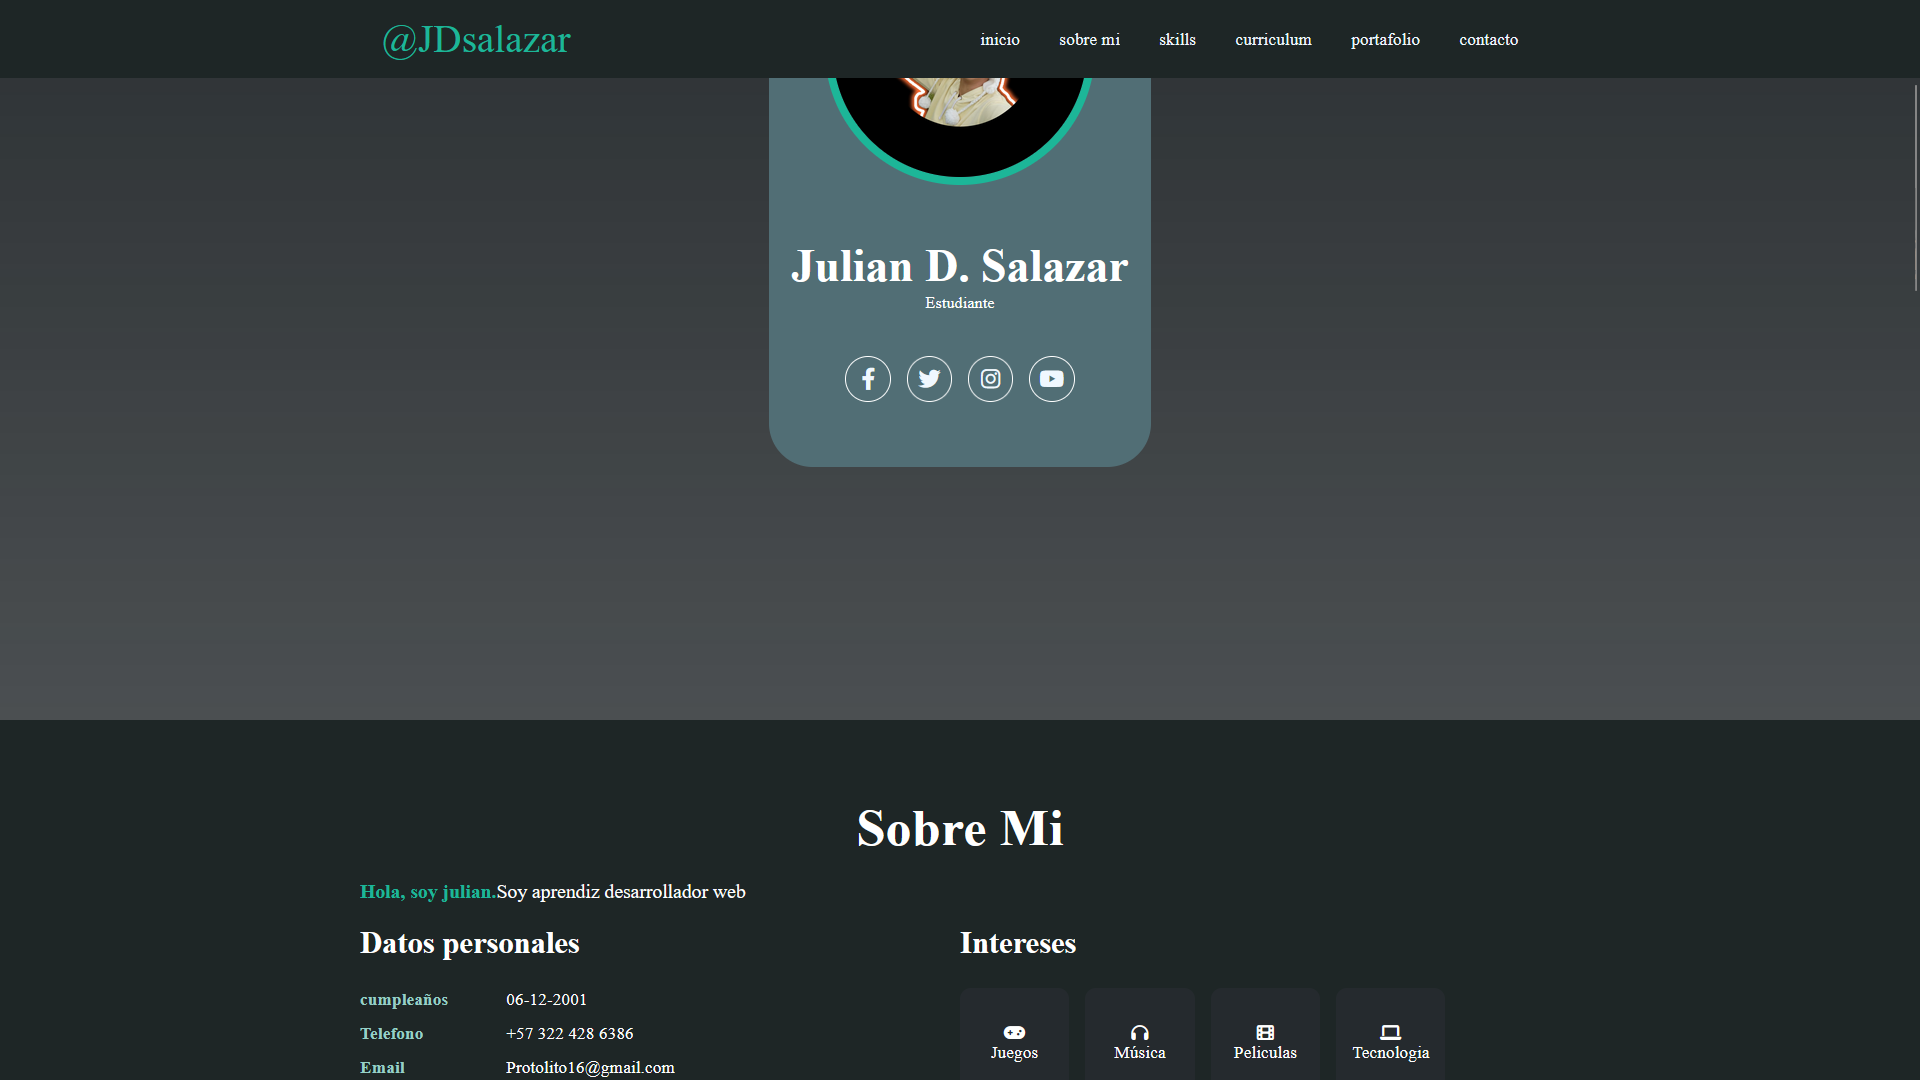 @JDsalazar
inicio sobre mi skills curriculum portafolio contacto
Julian D. Salazar
Estudiante
Sobre Mi
Hola, soy julian.Soy aprendiz desarrollador web
Datos personales
cumpleaños 06-12-2001
Telefono +57 322 428 6386
Email Protolito16@gmail.com
Intereses
Juegos Música Peliculas Tecnologia